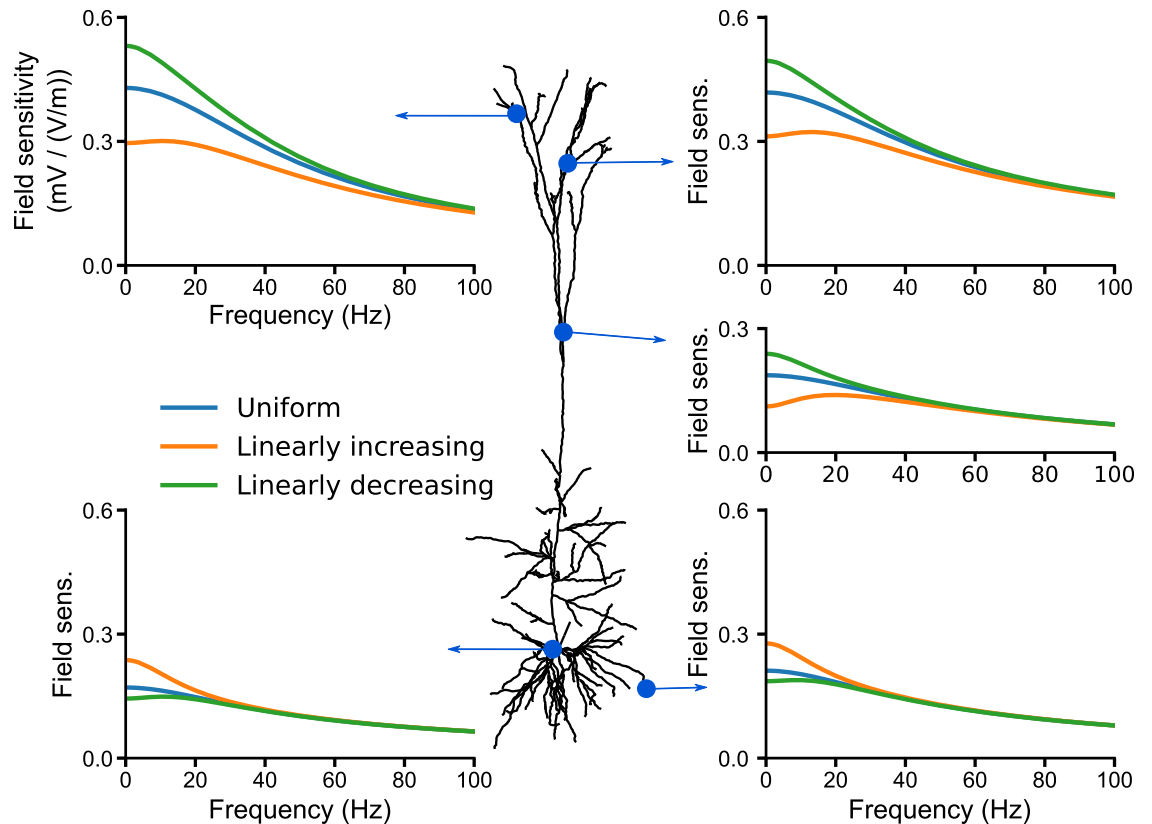 Field sensitivity
(mV / (V/m))
0.6
0.3
0.0
0 20 40 60 80 100
Frequency (Hz)
Field sens.
0.6
0.3
0.0
0 20 40 60 80 100
Field sens.
0.3
0.0
0 20 40 60 80 100
Uniform
Linearly increasing
Linearly decreasing
Field sens.
0.6
0.3
0.0
0 20 40 60 80 100
Frequency (Hz)
Field sens.
0.6
0.3
0.0
0 20 40 60 80 100
Frequency (Hz)